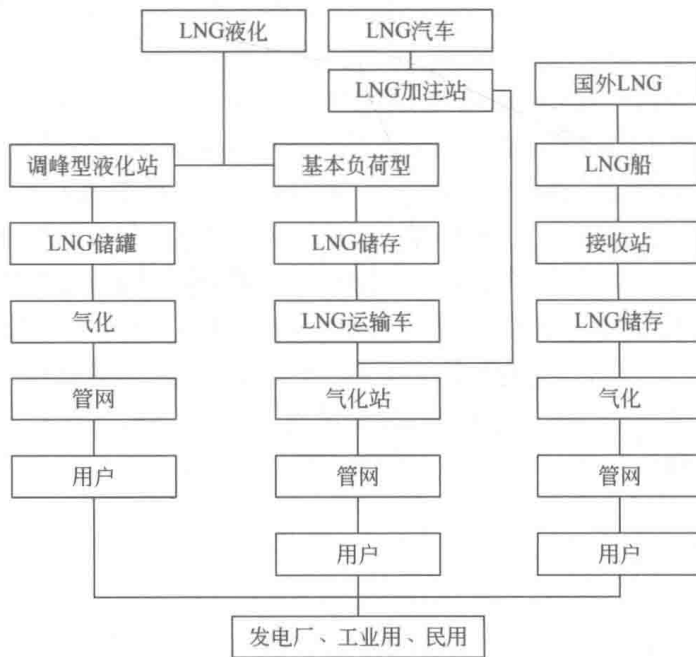 LNG液化
LNG汽车
LNG加注站
国外LNG
调峰型液化站
基本负荷型
LNG船
LNG储罐
LNG储存
接收站
气化
LNG运输车
LNG储存
管网
气化站
气化
用户
管网
管网
用户
用户
发电厂、工业用、民用